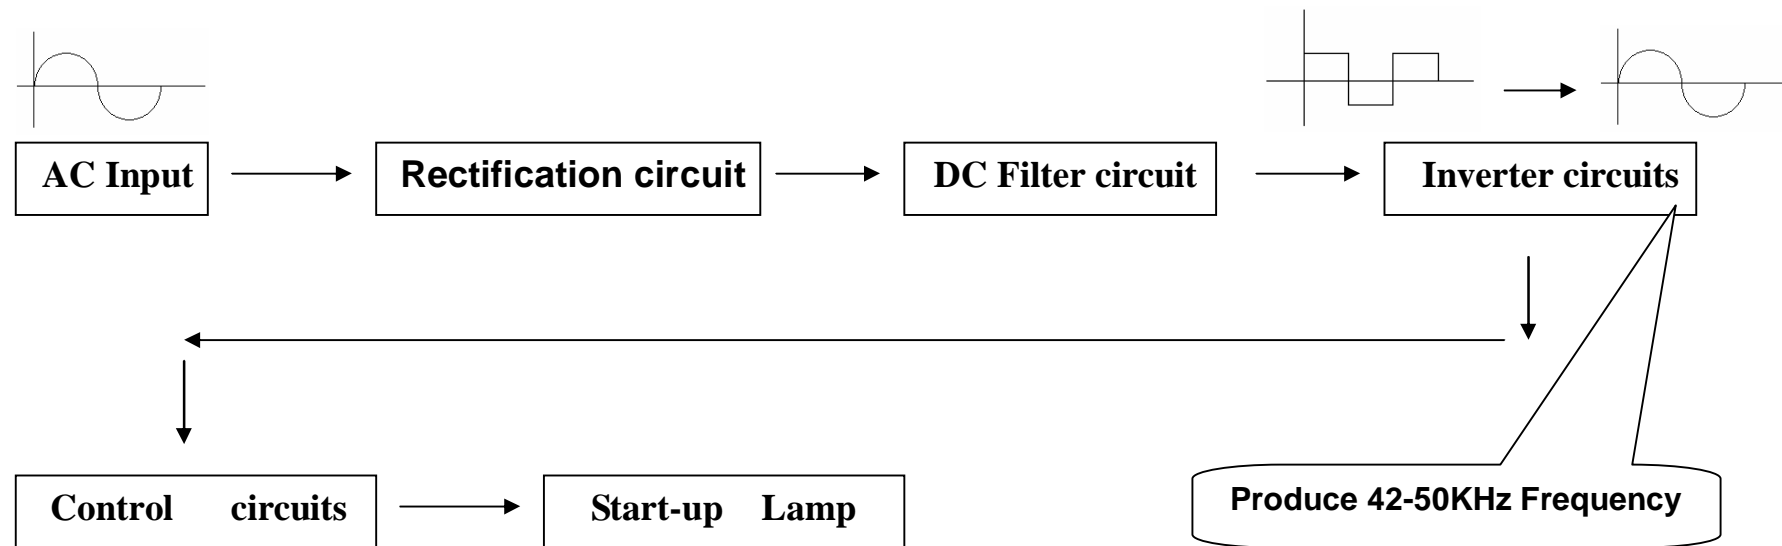 AC Input
Rectification circuit
DC Filter circuit
Inverter circuits
Control circuits
Start-up Lamp
Produce 42-50KHz Frequency